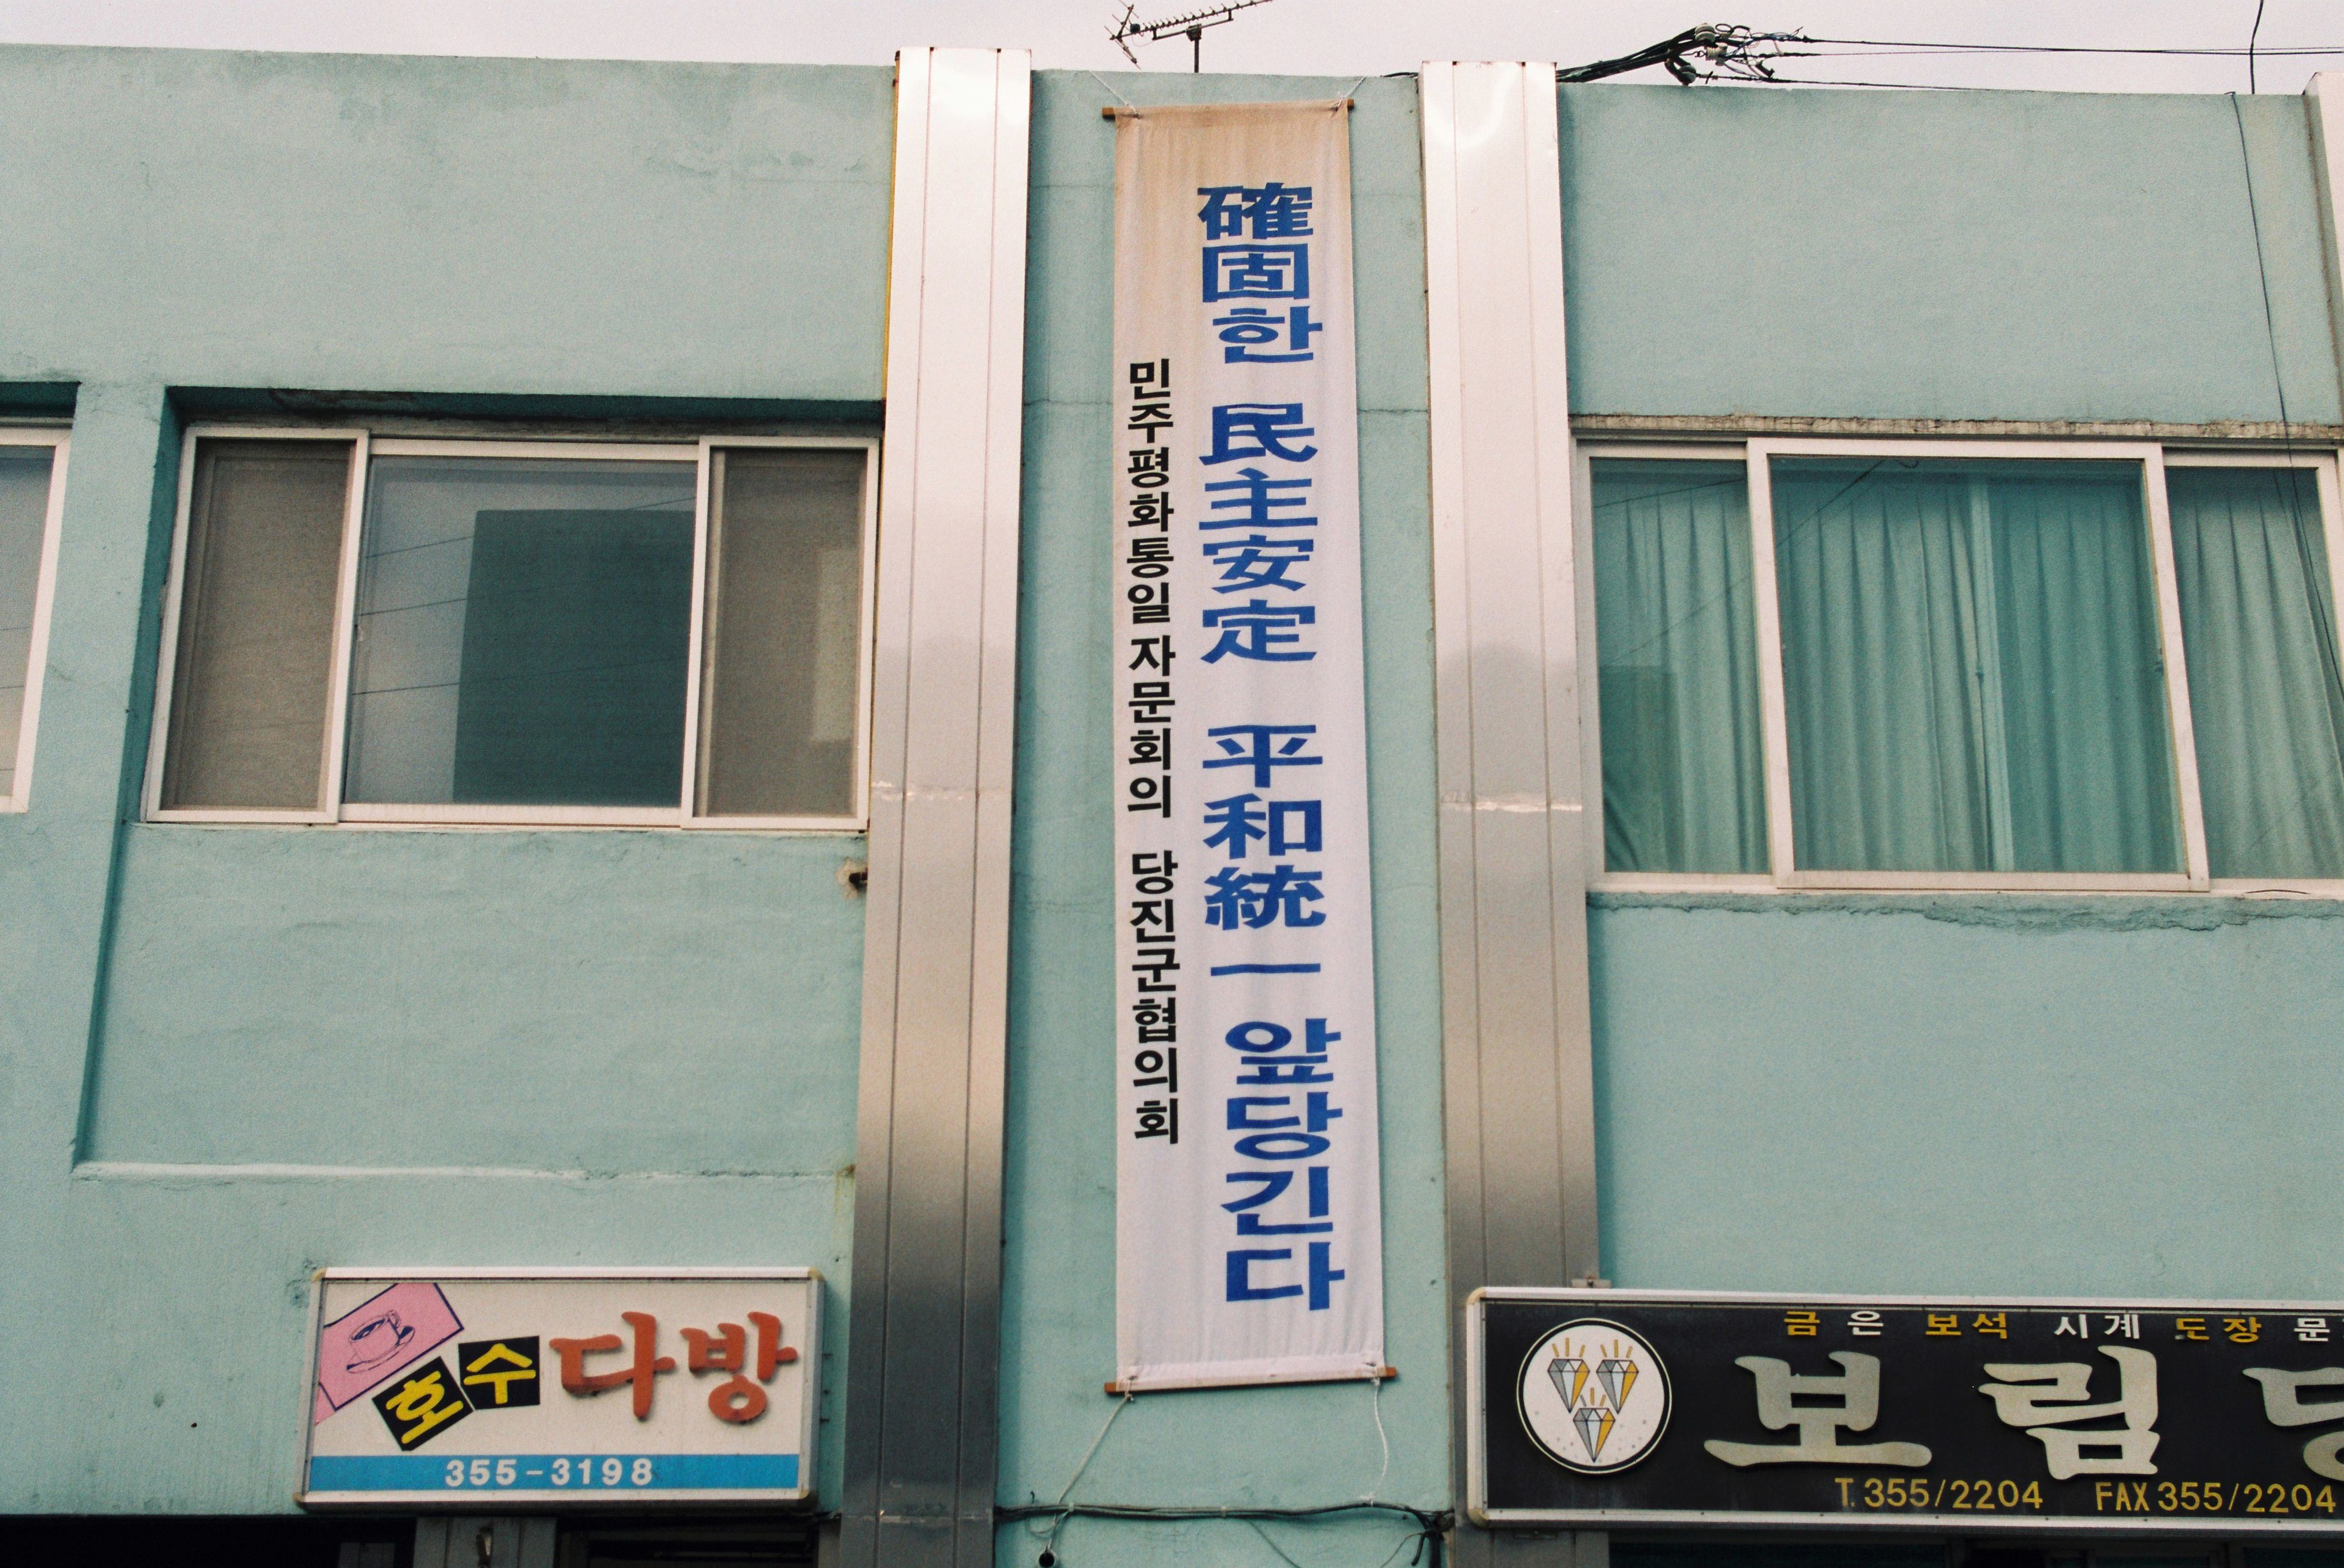 確固한 民主安定 平和統一 앞당긴다
민주평화통일 자문회의 당진군협의회
호수다방
355-3198
금 은 보석 시계 도장
보림
T.355/2204 FAX 355/2204